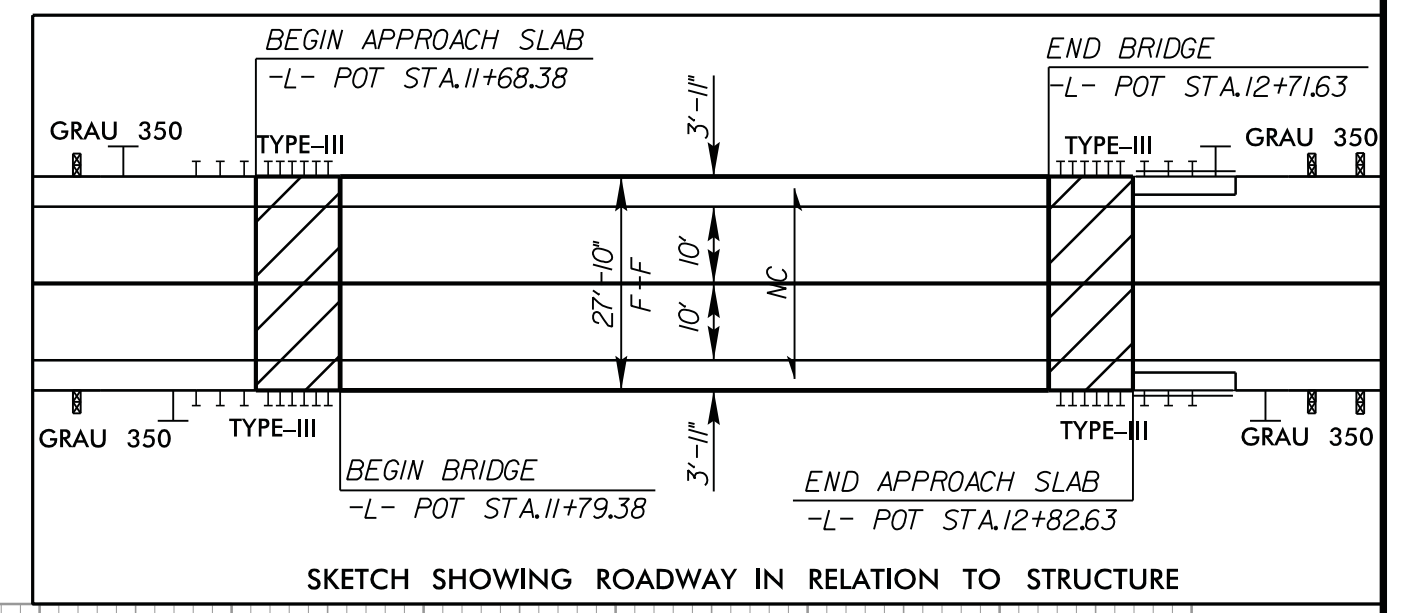 BEGIN APPROACH SLAB
-L- POT STA.11+68.38
END BRIDGE
-L- POT STA.12+71.63
GRAU 350
TYPE-III
3'-11"
TYPE-III
GRAU 350
27'-10"
F-F
10'
10'
NC
GRAU 350
TYPE-III
3'-11"
TYPE-III
GRAU 350
BEGIN BRIDGE
-L- POT STA.11+79.38
END APPROACH SLAB
-L- POT STA.12+82.63
SKETCH SHOWING ROADWAY IN RELATION TO STRUCTURE